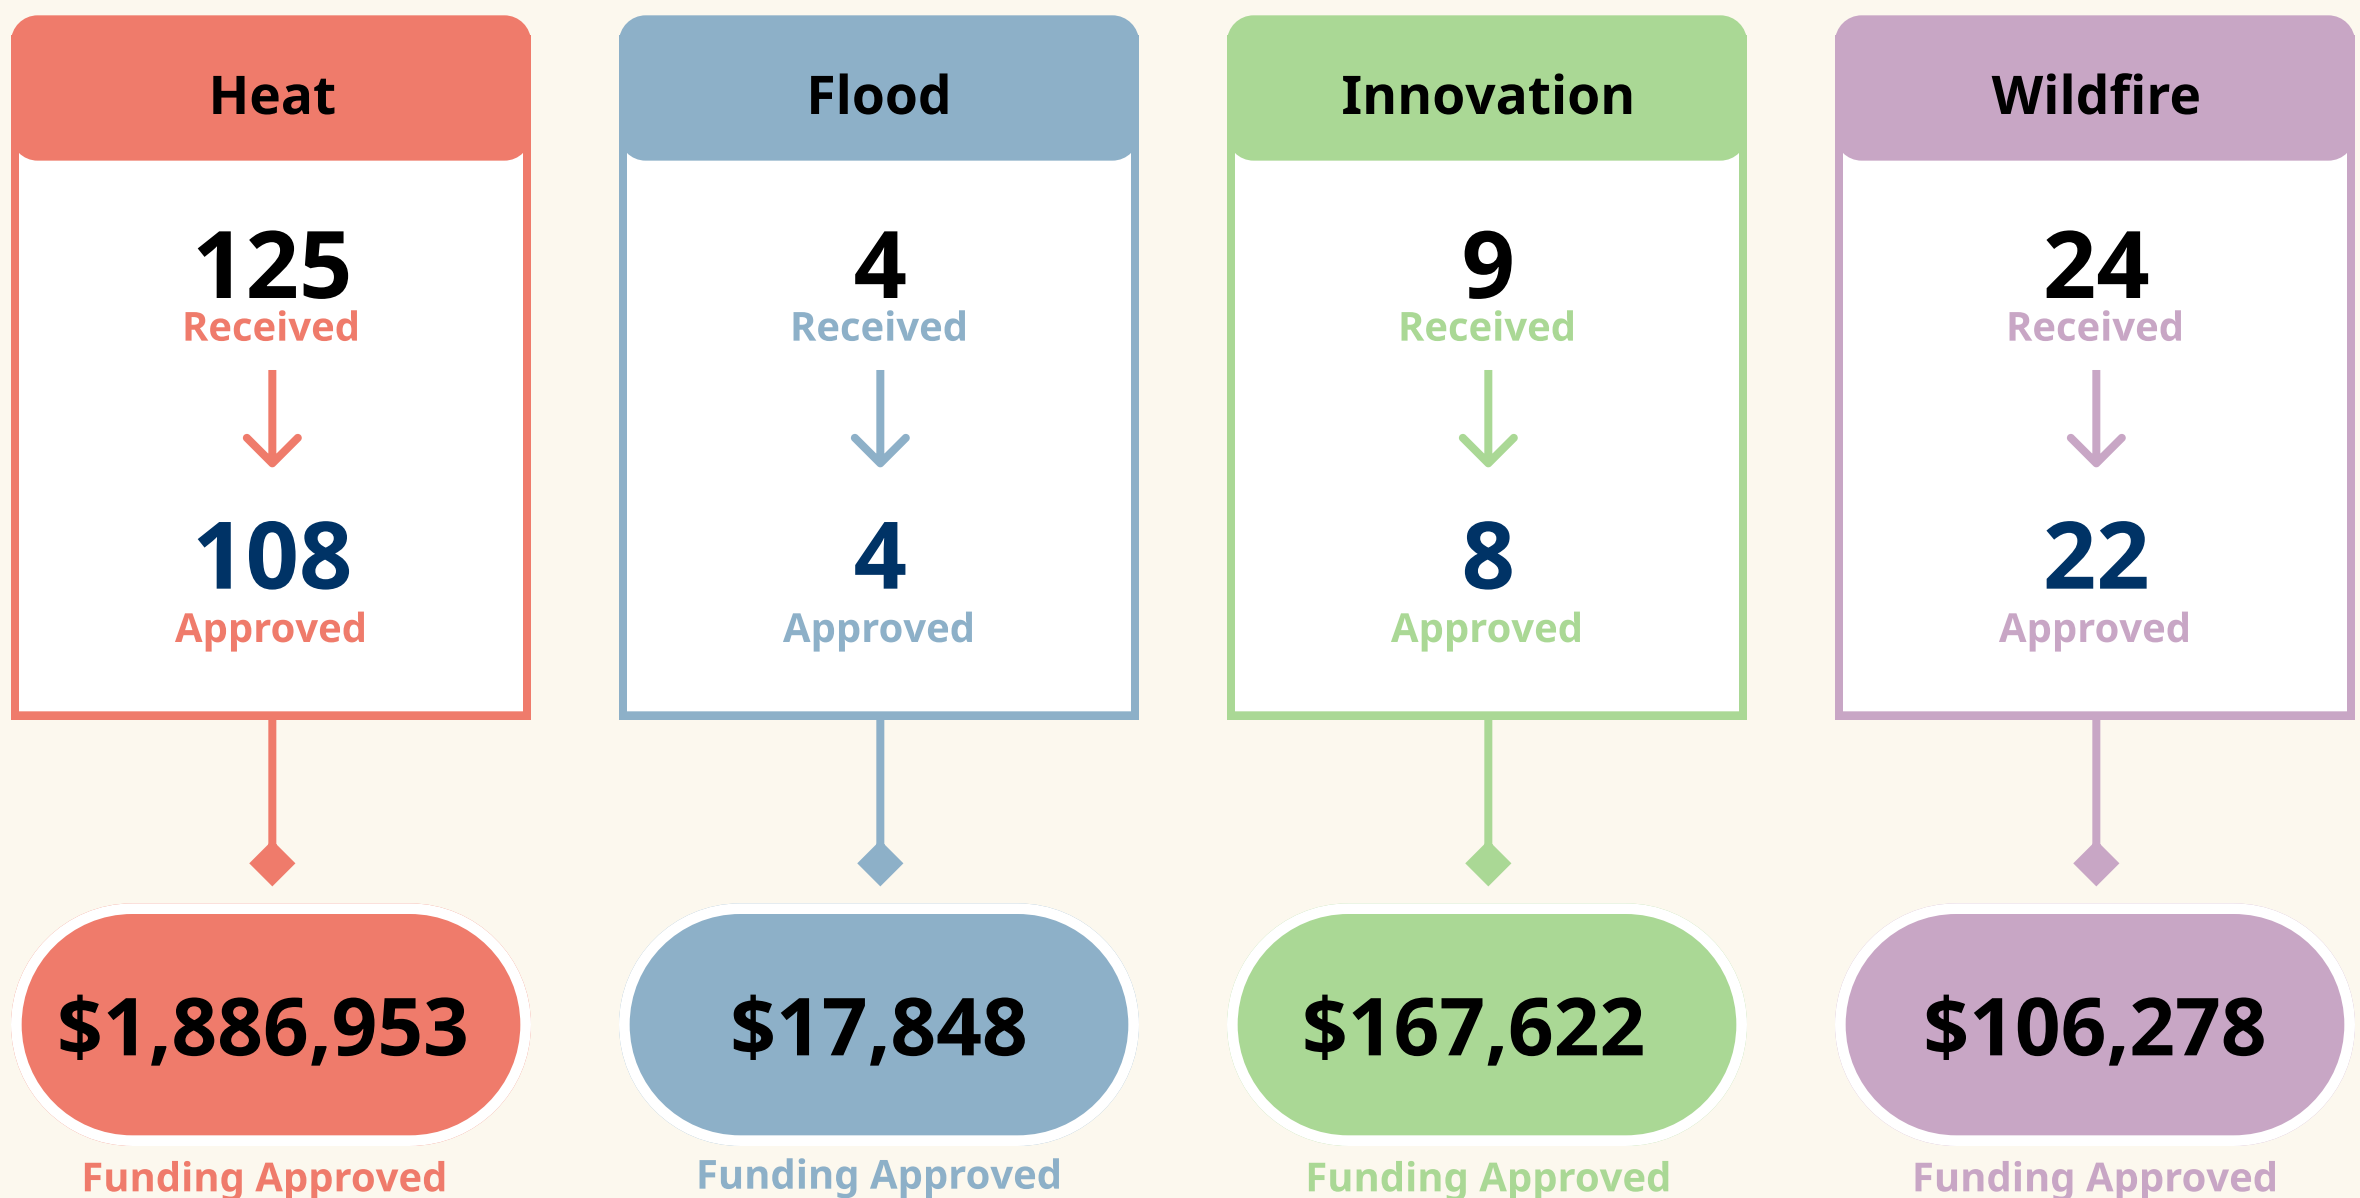 Heat
125
Received
108
Approved
$1,886,953
Funding Approved
Flood
4
Received
4
Approved
$17,848
Funding Approved
Innovation
9
Received
8
Approved
$167,622
Funding Approved
Wildfire
24
Received
22
Approved
$106,278
Funding Approved